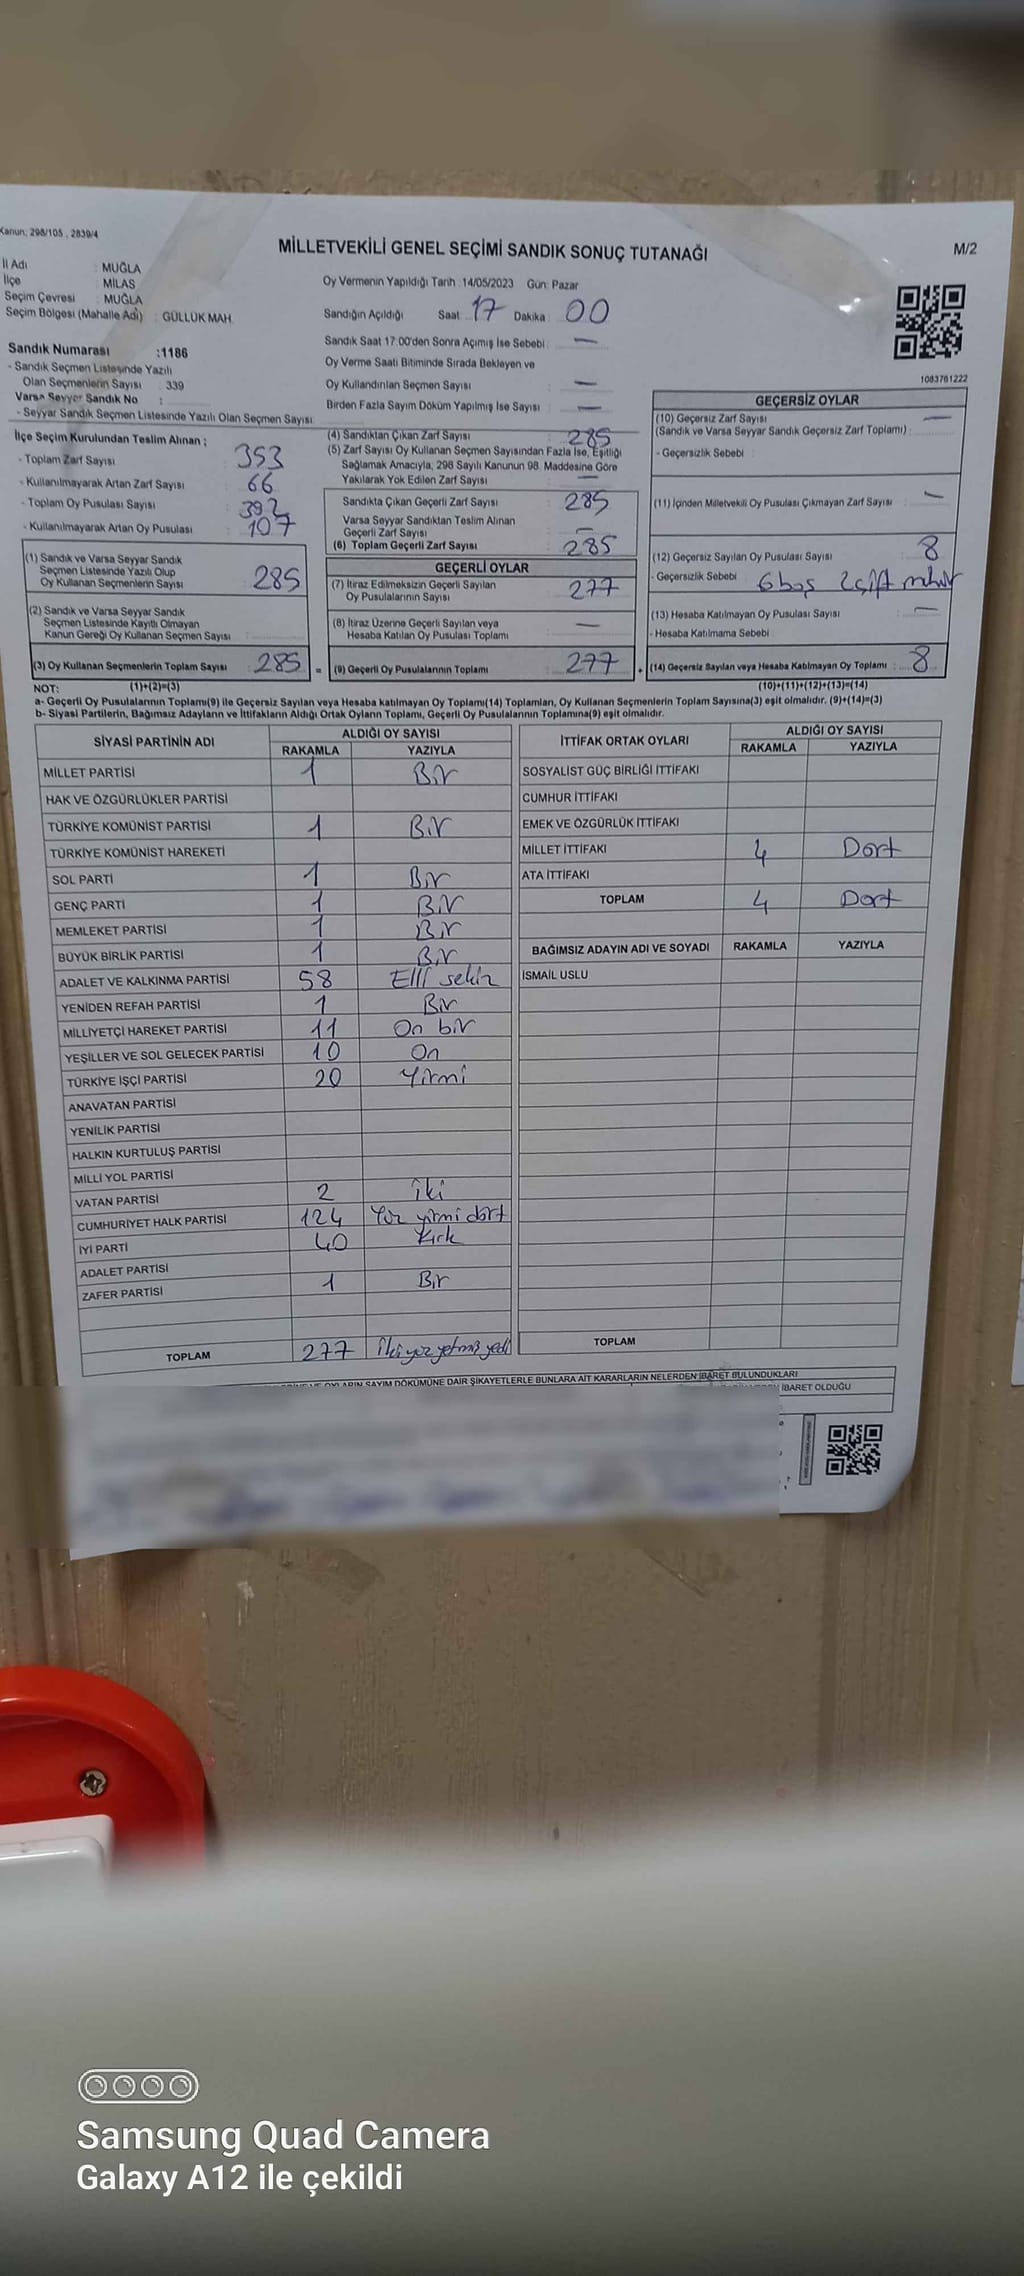 Kanun: 298/105 , 2839/4
MİLLETVEKİLİ GENEL SEÇİMİ SANDIK SONUÇ TUTANAĞI
M/2
İl Adı : MUĞLA
İlçe : MİLAS
Seçim Çevresi : MUĞLA
Seçim Bölgesi (Mahalle Adı) : GÜLLÜK MAH.
Oy Vermenin Yapıldığı Tarih :14/05/2023 Gün: Pazar
Sandığın Açıldığı Saat 17 Dakika : 00
Sandık Saat 17.00'den Sonra Açımış İse Sebebi : —
Oy Verme Saati Bitiminde Sırada Bekleyen ve
Oy Kullandırılan Seçmen Sayısı : —
Birden Fazla Sayım Döküm Yapılmış İse Sayısı : —
1083761222
Sandık Numarası :1186
- Sandık Seçmen Listesinde Yazılı
Olan Seçmenlerin Sayısı : 339
Varsa Seyyar Sandık No :
- Seyyar Sandık Seçmen Listesinde Yazılı Olan Seçmen Sayısı:
İlçe Seçim Kurulundan Teslim Alınan ;
- Toplam Zarf Sayısı : 353
- Kullanılmayarak Artan Zarf Sayısı : 66
- Toplam Oy Pusulası Sayısı : 392
- Kullanılmayarak Artan Oy Pusulası : 107
(1) Sandık ve Varsa Seyyar Sandık
Seçmen Listesinde Yazılı Olup
Oy Kullanan Seçmenlerin Sayısı : 285
(2) Sandık ve Varsa Seyyar Sandık
Seçmen Listesinde Kayıtlı Olmayan
Kanun Gereği Oy Kullanan Seçmen Sayısı :
(3) Oy Kullanan Seçmenlerin Toplam Sayısı : 285 =
(1)+(2)=(3)
(4) Sandıktan Çıkan Zarf Sayısı : 285
(5) Zarf Sayısı Oy Kullanan Seçmen Sayısından Fazla İse, Eşitliği
Sağlamak Amacıyla, 298 Sayılı Kanunun 98. Maddesine Göre
Yakılarak Yok Edilen Zarf Sayısı : —
Sandıkta Çıkan Geçerli Zarf Sayısı : 285
Varsa Seyyar Sandıktan Teslim Alınan
Geçerli Zarf Sayısı : —
(6) Toplam Geçerli Zarf Sayısı : 285
GEÇERLİ OYLAR
(7) İtiraz Edilmeksizin Geçerli Sayılan
Oy Pusulalarının Sayısı : 277
(8) İtiraz Üzerine Geçerli Sayılan veya
Hesaba Katılan Oy Pusulası Toplamı : —
(9) Geçerli Oy Pusulalarının Toplamı : 277 +
GEÇERSİZ OYLAR
(10) Geçersiz Zarf Sayısı —
(Sandık ve Varsa Seyyar Sandık Geçersiz Zarf Toplamı) :
- Geçersizlik Sebebi :
(11) İçinden Milletvekili Oy Pusulası Çıkmayan Zarf Sayısı : —
(12) Geçersiz Sayılan Oy Pusulası Sayısı : 8
- Geçersizlik Sebebi : 6 boş 2 çift mühür
(13) Hesaba Katılmayan Oy Pusulası Sayısı : —
- Hesaba Katılmama Sebebi :
(14) Geçersiz Sayılan veya Hesaba Katılmayan Oy Toplamı : 8
(10)+(11)+(12)+(13)=(14)
NOT:
a- Geçerli Oy Pusulalarının Toplamı(9) ile Geçersiz Sayılan veya Hesaba katılmayan Oy Toplamı(14) Toplamları, Oy Kullanan Seçmenlerin Toplam Sayısına(3) eşit olmalıdır. (9)+(14)=(3)
b- Siyasi Partilerin, Bağımsız Adayların ve İttifakların Aldığı Ortak Oyların Toplamı, Geçerli Oy Pusulalarının Toplamına(9) eşit olmalıdır.
SİYASİ PARTİNİN ADI
ALDIĞI OY SAYISI
RAKAMLA YAZIYLA
MİLLET PARTİSİ 1 Bir
HAK VE ÖZGÜRLÜKLER PARTİSİ
TÜRKİYE KOMÜNİST PARTİSİ 1 Bir
TÜRKİYE KOMÜNİST HAREKETİ
SOL PARTİ 1 Bir
GENÇ PARTİ 1 Bir
MEMLEKET PARTİSİ 1 Bir
BÜYÜK BİRLİK PARTİSİ 1 Bir
ADALET VE KALKINMA PARTİSİ 58 Elli sekiz
YENİDEN REFAH PARTİSİ 1 Bir
MİLLİYETÇİ HAREKET PARTİSİ 11 On bir
YEŞİLLER VE SOL GELECEK PARTİSİ 10 On
TÜRKİYE İŞÇİ PARTİSİ 20 Yirmi
ANAVATAN PARTİSİ
YENİLİK PARTİSİ
HALKIN KURTULUŞ PARTİSİ
MİLLİ YOL PARTİSİ
VATAN PARTİSİ 2 İki
CUMHURİYET HALK PARTİSİ 124 Yüz yirmi dört
İYİ PARTİ 40 Kırk
ADALET PARTİSİ
ZAFER PARTİSİ 1 Bir
TOPLAM 277 İki yüz yetmiş yedi
İTTİFAK ORTAK OYLARI
ALDIĞI OY SAYISI
RAKAMLA YAZIYLA
SOSYALİST GÜÇ BİRLİĞİ İTTİFAKI
CUMHUR İTTİFAKI
EMEK VE ÖZGÜRLÜK İTTİFAKI
MİLLET İTTİFAKI 4 Dört
ATA İTTİFAKI
TOPLAM 4 Dört
BAĞIMSIZ ADAYIN ADI VE SOYADI RAKAMLA YAZIYLA
İSMAİL USLU
TOPLAM
SAYIM DÖKÜMÜNE DAİR ŞİKAYETLERLE BUNLARA AİT KARARLARIN NELERDEN İBARET BULUNDUKLARI
İBARET OLDUĞU
Samsung Quad Camera
Galaxy A12 ile çekildi